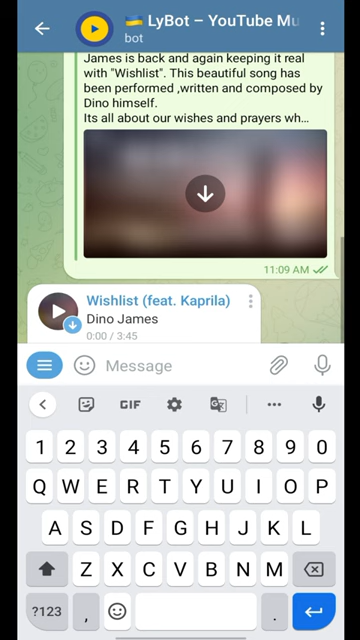 🇺🇦 LyBot – YouTube Mu
bot
James is back and again keeping it real
with "Wishlist". This beautiful song has
been performed ,written and composed by
Dino himself.
Its all about our wishes and prayers wh...
11:09 AM
Wishlist (feat. Kaprila)
Dino James
0:00 / 3:45
Message
GIF
1 2 3 4 5 6 7 8 9 0
Q W E R T Y U I O P
A S D F G H J K L
Z X C V B N M
?123 , .